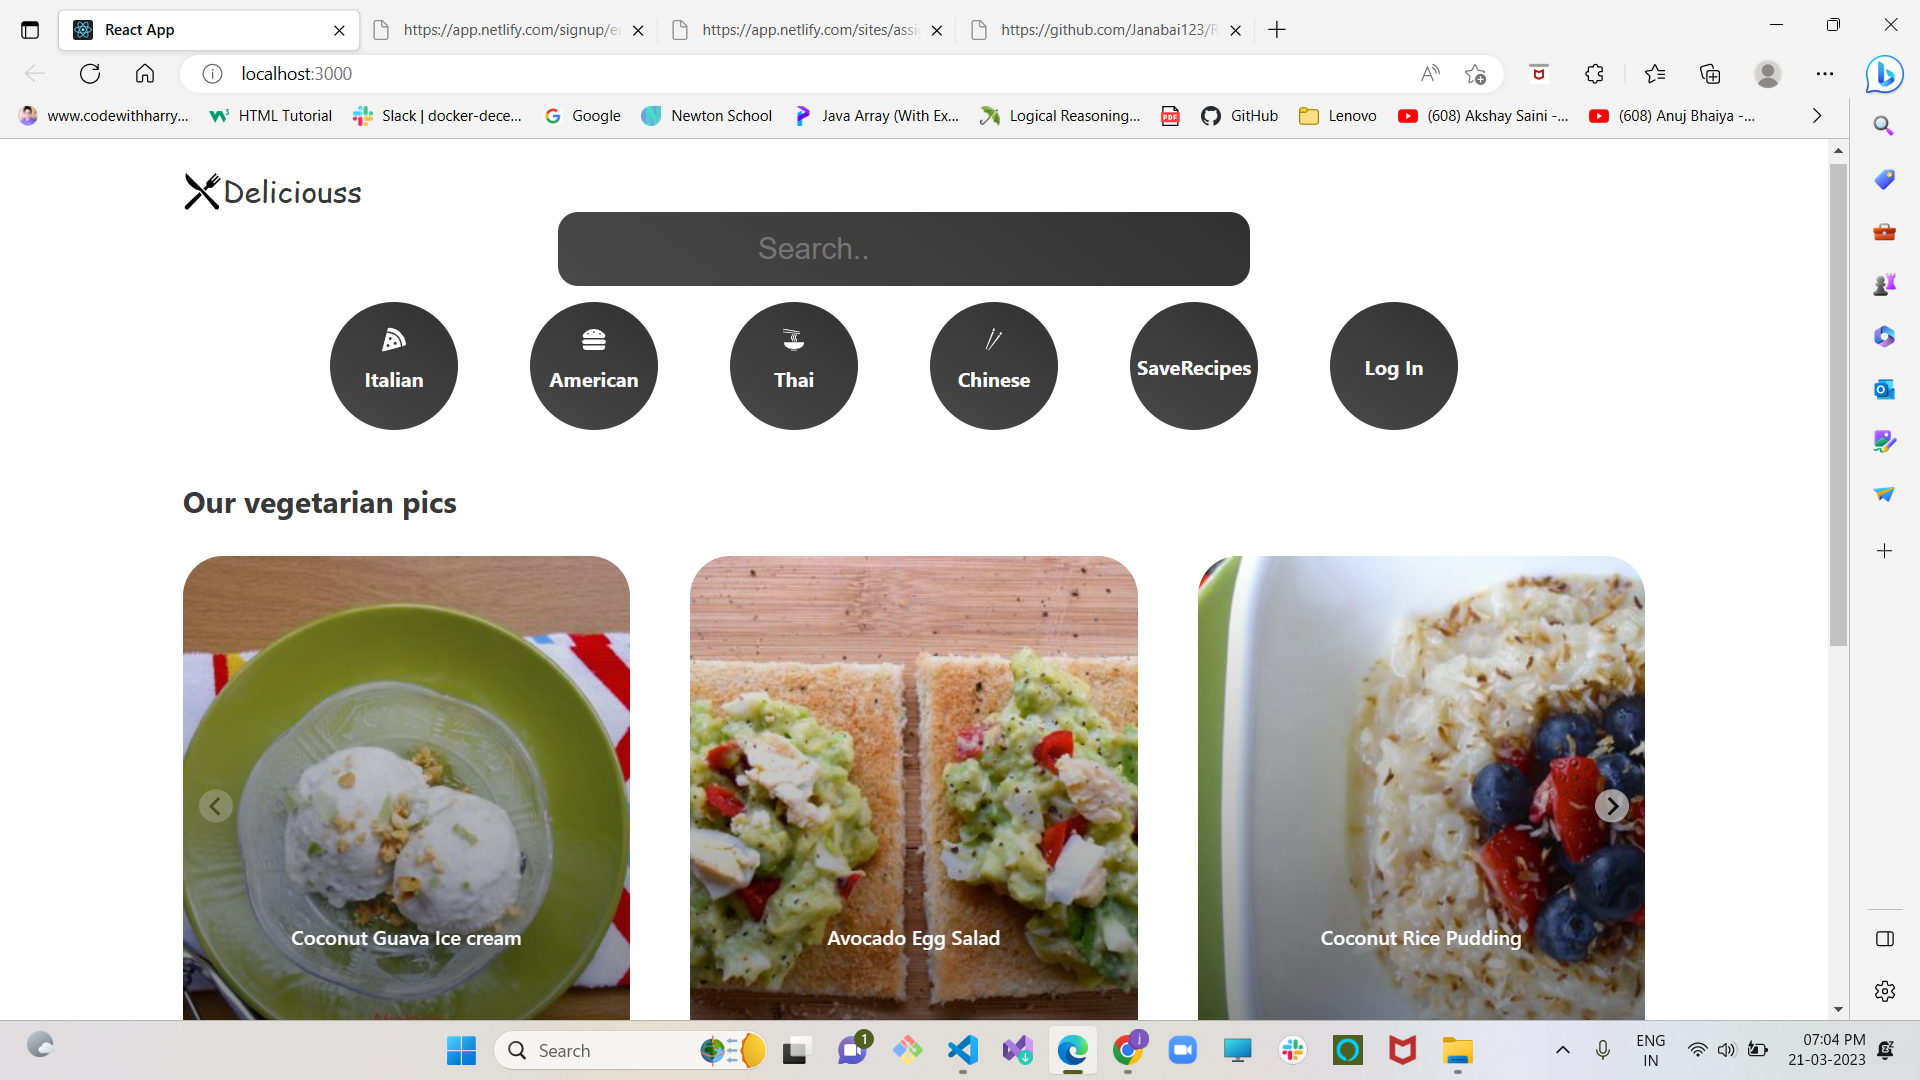 React App
https://app.netlify.com/signup/e
https://app.netlify.com/sites/assi
https://github.com/Janabai123/R
localhost:3000
www.codewithharry...
HTML Tutorial
Slack | docker-dece...
Google
Newton School
Java Array (With Ex...
Logical Reasoning...
PDF
GitHub
Lenovo
(608) Akshay Saini -...
(608) Anuj Bhaiya -...
Deliciouss
Search..
Italian
American
Thai
Chinese
SaveRecipes
Log In
Our vegetarian pics
Coconut Guava Ice cream
Avocado Egg Salad
Coconut Rice Pudding
Search
1
j
ENG
IN
07:04 PM
21-03-2023